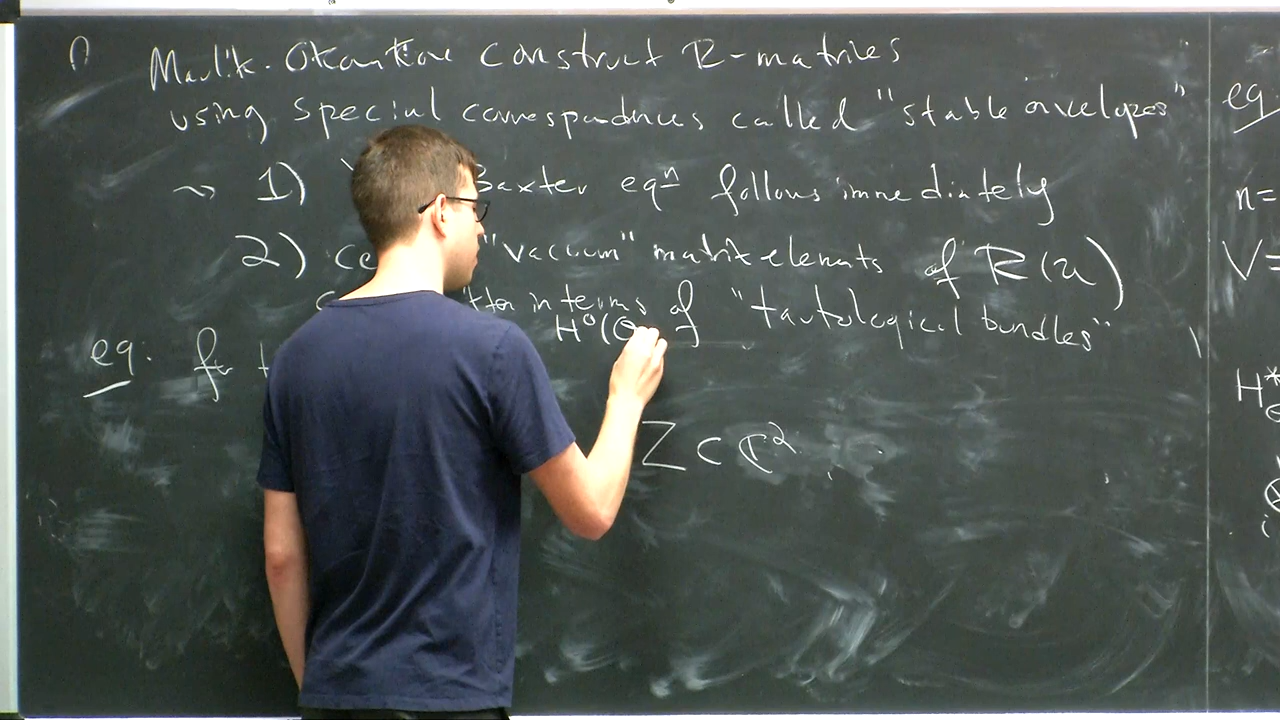 Maulik-Okounkov construct R-matrices
using special correspondences called "stable envelopes"
⇝ 1) Baxter eqⁿ follows immediately
2) "vacuum" matrix elements of R(u)
in terms of "tautological bundles"
H⁰(O
eg: for
Z ⊂ ℂ²
eg:
n=
V=
H*
⊗
i